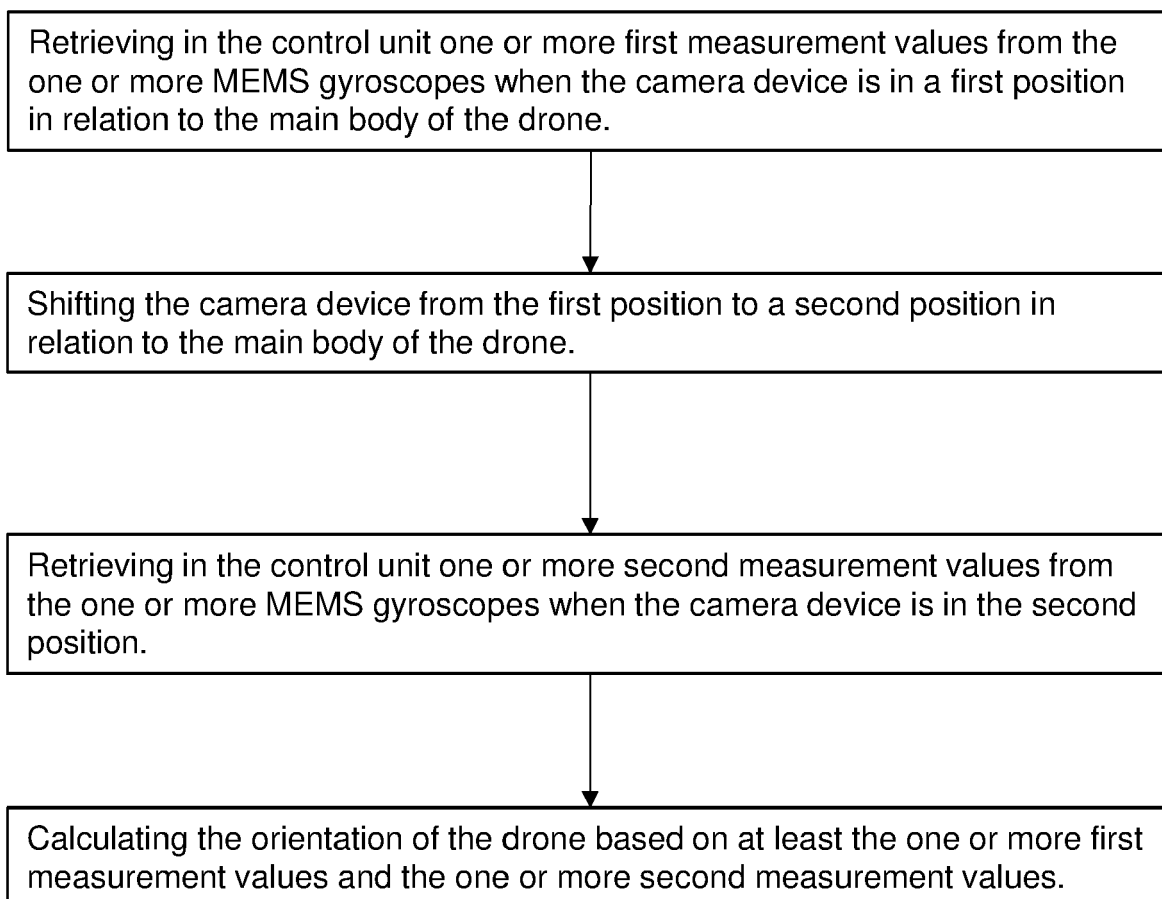 Retrieving in the control unit one or more first measurement values from the
one or more MEMS gyroscopes when the camera device is in a first position
in relation to the main body of the drone.
Shifting the camera device from the first position to a second position in
relation to the main body of the drone.
Retrieving in the control unit one or more second measurement values from
the one or more MEMS gyroscopes when the camera device is in the second
position.
Calculating the orientation of the drone based on at least the one or more first
measurement values and the one or more second measurement values.